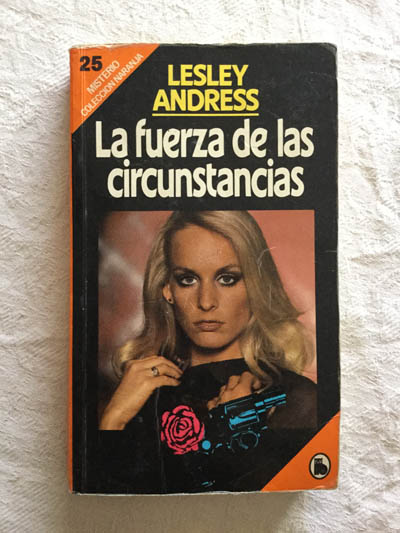 25
MISTERIO
COLECCION NARANJA
LESLEY
ANDRESS
La fuerza de las
circunstancias